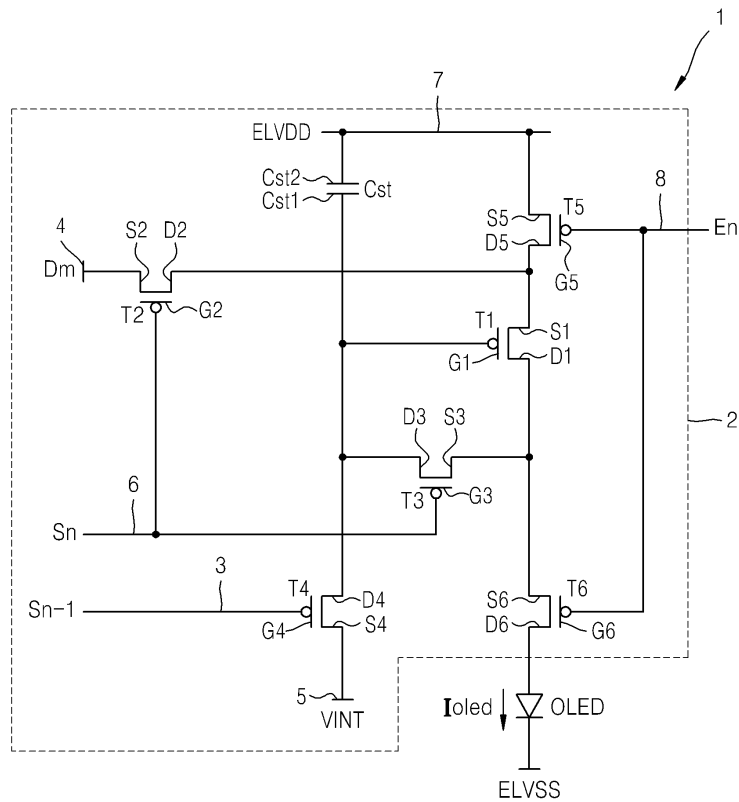 1
7
ELVDD
Cst2
Cst1
Cst
8
T5
S5
D5
G5
En
4
S2
D2
Dm
T2
G2
T1
S1
G1
D1
2
D3
S3
6
T3
G3
Sn
3
Sn-1
T4
D4
G4
S4
T6
S6
D6
G6
5
VINT
Ioled
OLED
ELVSS